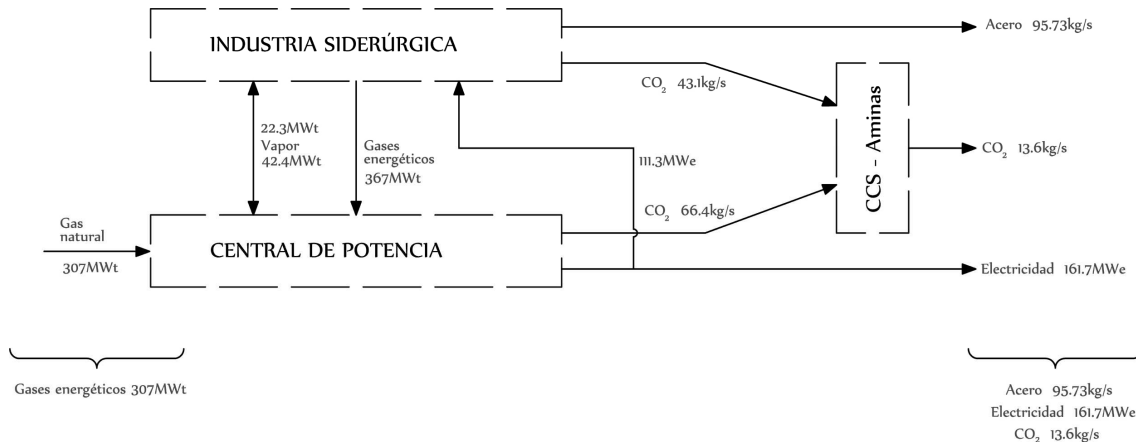 INDUSTRIA SIDERÚRGICA
Acero 95.73kg/s
CO₂ 43.1kg/s
22.3MWt
Vapor
42.4MWt
Gases
energéticos
367MWt
111.3MWe
CCS - Aminas
CO₂ 13.6kg/s
CO₂ 66.4kg/s
Gas
natural
307MWt
CENTRAL DE POTENCIA
Electricidad 161.7MWe
Gases energéticos 307MWt
Acero 95.73kg/s
Electricidad 161.7MWe
CO₂ 13.6kg/s